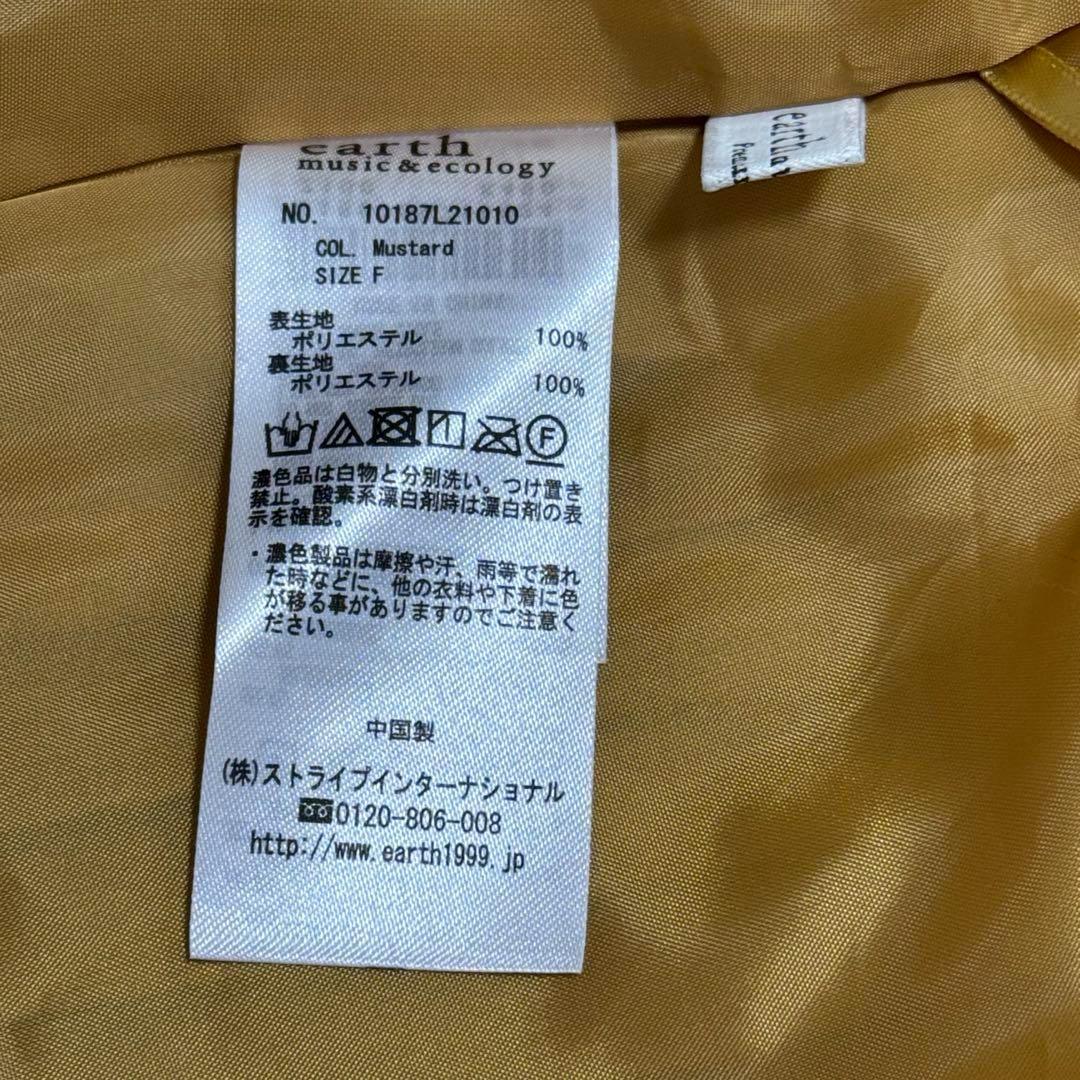 earth
music & ecology
NO. 10187L21010
COL. Mustard
SIZE F
表生地
ポリエステル 100%
裏生地
ポリエステル 100%
F
濃色品は白物と分別洗い。つけ置き
禁止。酸素系漂白剤時は漂白剤の表
示を確認。
・濃色製品は摩擦や汗、雨等で濡れ
た時などに、他の衣料や下着に色
が移る事がありますのでご注意く
ださい。
中国製
(株)ストライプインターナショナル
0120-806-008
http://www.earth1999.jp